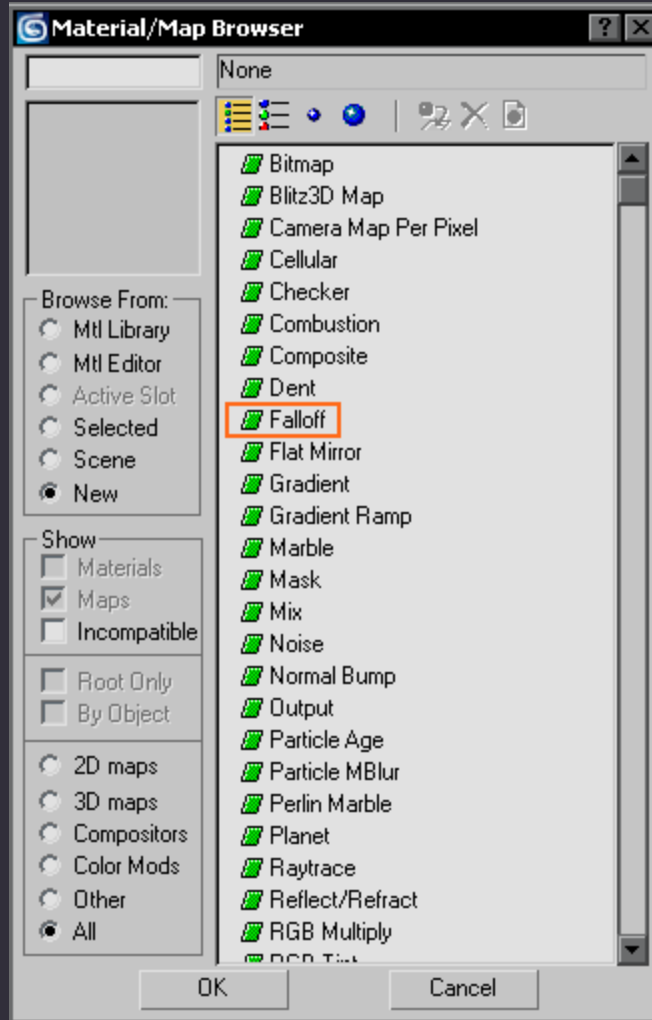 Material/Map Browser
None
Browse From:
Mtl Library
Mtl Editor
Active Slot
Selected
Scene
New
Show
Materials
Maps
Incompatible
Root Only
By Object
2D maps
3D maps
Compositors
Color Mods
Other
All
Bitmap
Blitz3D Map
Camera Map Per Pixel
Cellular
Checker
Combustion
Composite
Dent
Falloff
Flat Mirror
Gradient
Gradient Ramp
Marble
Mask
Mix
Noise
Normal Bump
Output
Particle Age
Particle MBlur
Perlin Marble
Planet
Raytrace
Reflect/Refract
RGB Multiply
RGB Tint
OK
Cancel